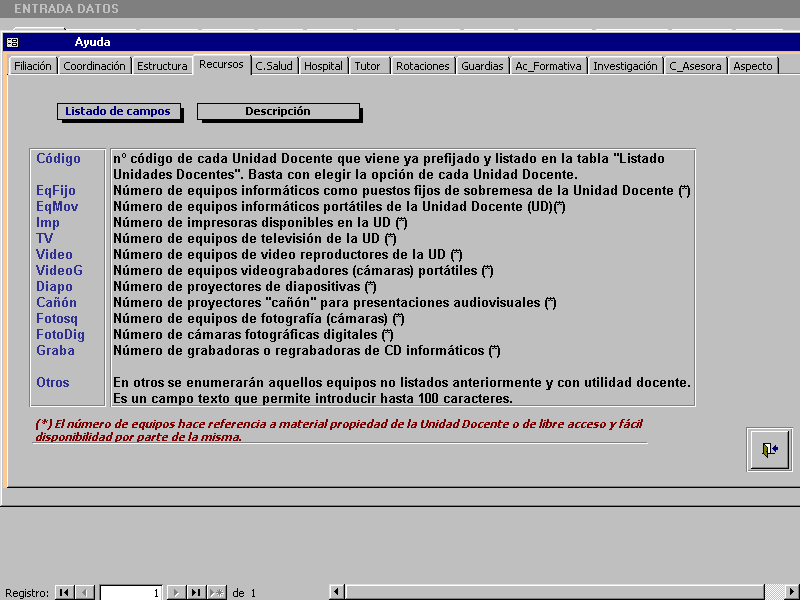 ENTRADA DATOS
Ayuda
Filiación Coordinación Estructura Recursos C.Salud Hospital Tutor Rotaciones Guardias Ac_Formativa Investigación C_Asesora Aspecto
Listado de campos Descripción
Código nº código de cada Unidad Docente que viene ya prefijado y listado en la tabla "Listado
Unidades Docentes". Basta con elegir la opción de cada Unidad Docente.
EqFijo Número de equipos informáticos como puestos fijos de sobremesa de la Unidad Docente (*)
EqMov Número de equipos informáticos portátiles de la Unidad Docente (UD)(*)
Imp Número de impresoras disponibles en la UD (*)
TV Número de equipos de televisión de la UD (*)
Video Número de equipos de video reproductores de la UD (*)
VideoG Número de equipos videograbadores (cámaras) portátiles (*)
Diapo Número de proyectores de diapositivas (*)
Cañón Número de proyectores "cañón" para presentaciones audiovisuales (*)
Fotosq Número de equipos de fotografía (cámaras) (*)
FotoDig Número de cámaras fotográficas digitales (*)
Graba Número de grabadoras o regrabadoras de CD informáticos (*)
Otros En otros se enumerarán aquellos equipos no listados anteriormente y con utilidad docente.
Es un campo texto que permite introducir hasta 100 caracteres.
(*) El número de equipos hace referencia a material propiedad de la Unidad Docente o de libre acceso y fácil
disponibilidad por parte de la misma.
Registro: 1 de 1